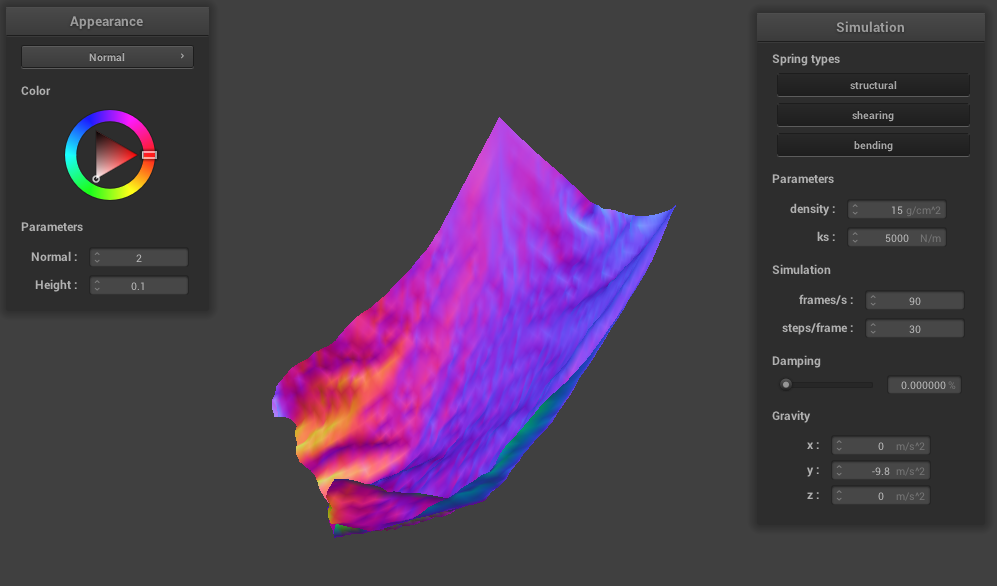 Appearance
Normal
Color
Parameters
Normal : 2
Height : 0.1
Simulation
Spring types
structural
shearing
bending
Parameters
density : 15 g/cm^2
ks : 5000 N/m
Simulation
frames/s : 90
steps/frame : 30
Damping
0.000000 %
Gravity
x : 0 m/s^2
y : -9.8 m/s^2
z : 0 m/s^2